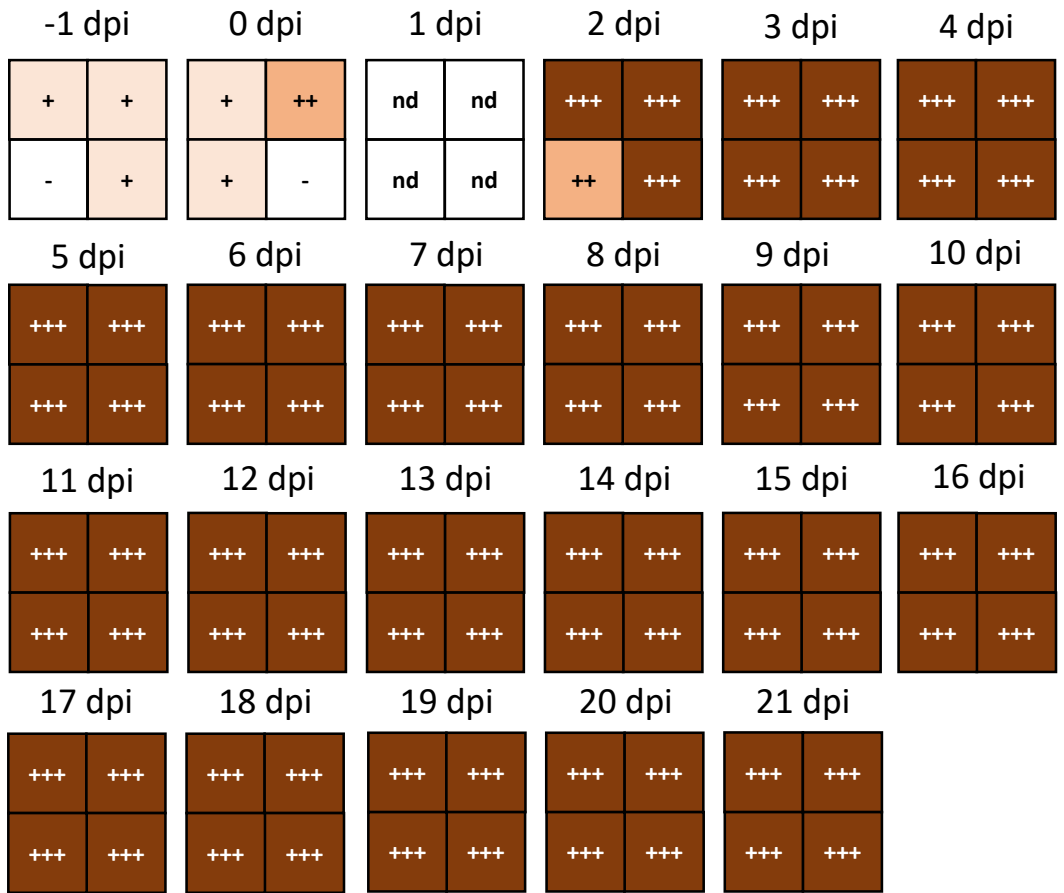 -1 dpi 0 dpi 1 dpi 2 dpi 3 dpi 4 dpi
+ + + ++ nd nd +++ +++ +++ +++ +++ +++
- + + - nd nd ++ +++ +++ +++ +++ +++
5 dpi 6 dpi 7 dpi 8 dpi 9 dpi 10 dpi
+++ +++ +++ +++ +++ +++ +++ +++ +++ +++ +++ +++
+++ +++ +++ +++ +++ +++ +++ +++ +++ +++ +++ +++
11 dpi 12 dpi 13 dpi 14 dpi 15 dpi 16 dpi
+++ +++ +++ +++ +++ +++ +++ +++ +++ +++ +++ +++
+++ +++ +++ +++ +++ +++ +++ +++ +++ +++ +++ +++
17 dpi 18 dpi 19 dpi 20 dpi 21 dpi
+++ +++ +++ +++ +++ +++ +++ +++ +++ +++
+++ +++ +++ +++ +++ +++ +++ +++ +++ +++